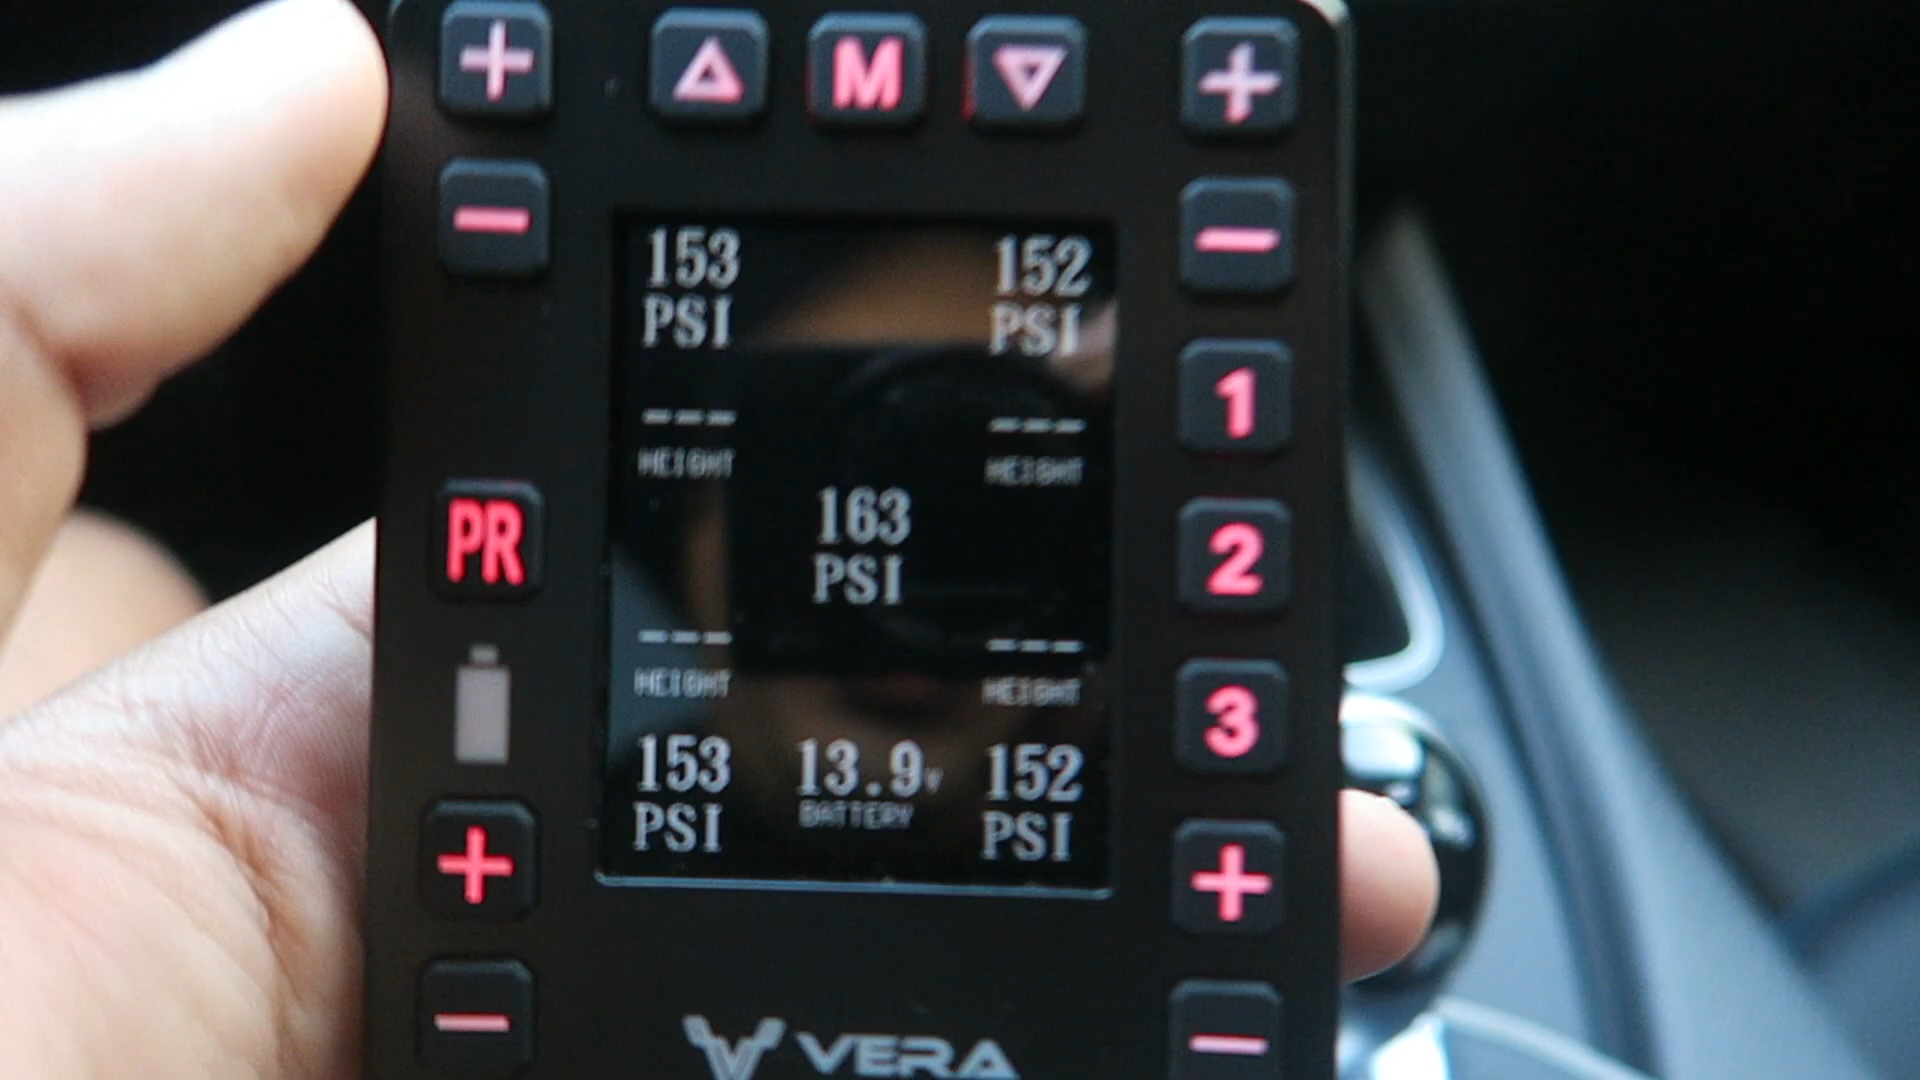 + M +
— —
153 152
PSI PSI
1
--- ---
HEIGHT HEIGHT
163
PSI
PR
2
--- ---
HEIGHT HEIGHT
3
153 13.9V 152
PSI BATTERY PSI
+ +
— —
VERA